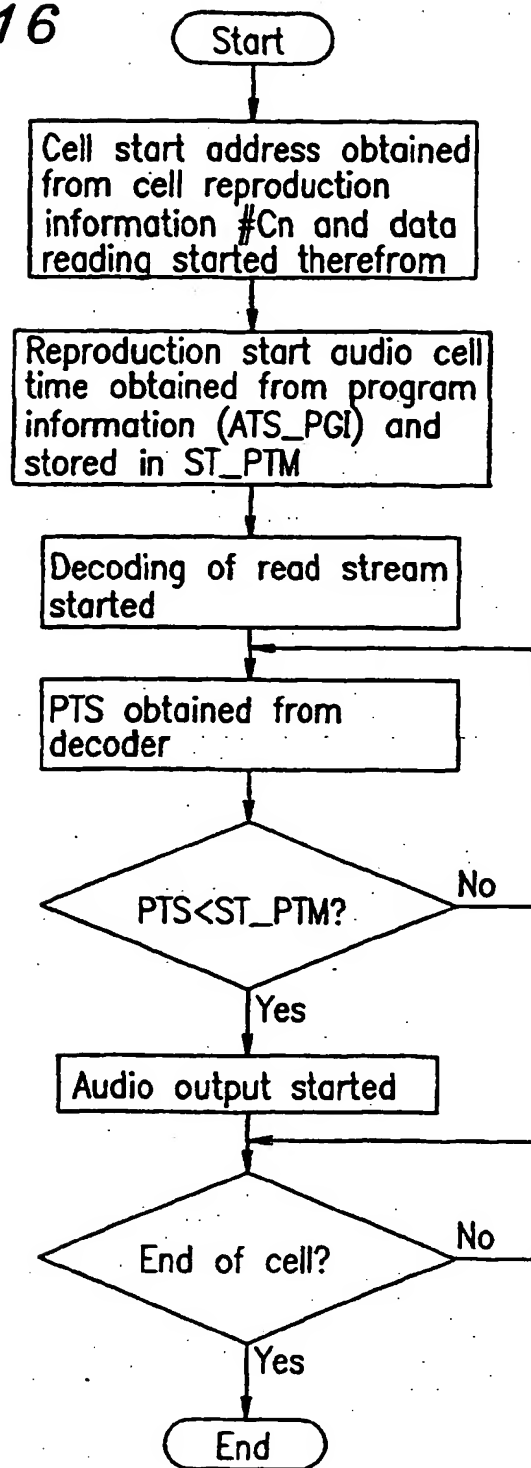 16
Start
Cell start address obtained
from cell reproduction
information #Cn and data
reading started therefrom
Reproduction start audio cell
time obtained from program
information (ATS_PGI) and
stored in ST_PTM
Decoding of read stream
started
PTS obtained from
decoder
PTS<ST_PTM?
No
Yes
Audio output started
End of cell?
No
Yes
End